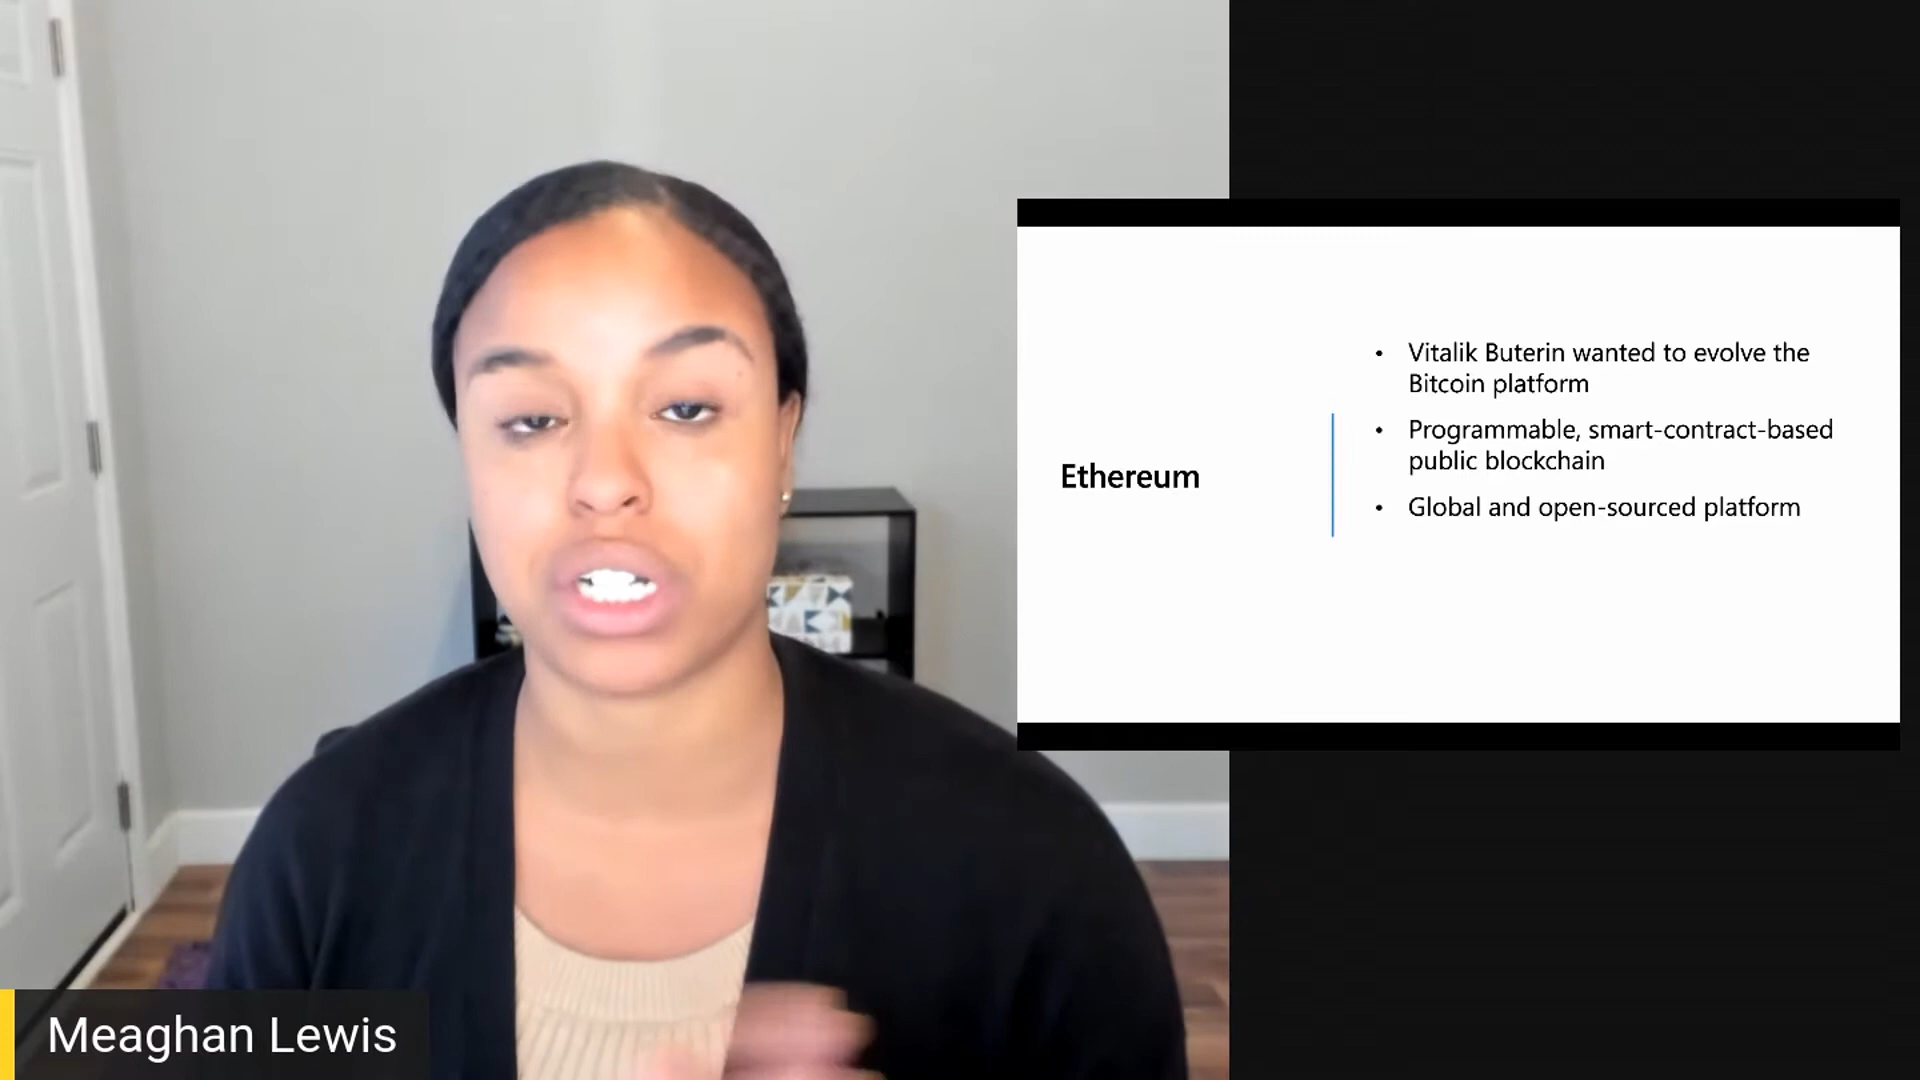 Ethereum
• Vitalik Buterin wanted to evolve the
Bitcoin platform
• Programmable, smart-contract-based
public blockchain
• Global and open-sourced platform
Meaghan Lewis